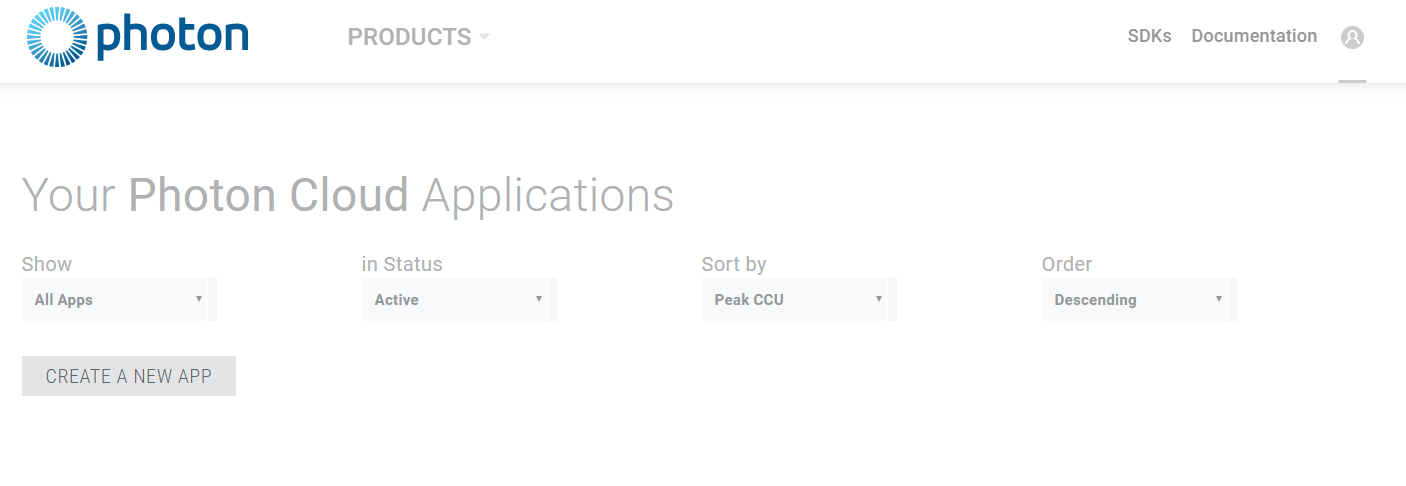 photon PRODUCTS SDKs Documentation
Your Photon Cloud Applications
Show in Status Sort by Order
All Apps Active Peak CCU Descending
CREATE A NEW APP